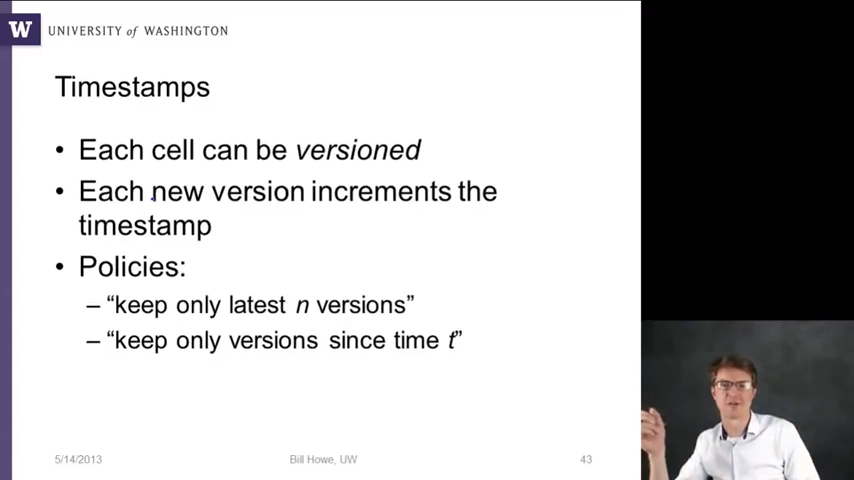 W UNIVERSITY of WASHINGTON
Timestamps
• Each cell can be versioned
• Each new version increments the
timestamp
• Policies:
– “keep only latest n versions”
– “keep only versions since time t”
5/14/2013 Bill Howe, UW 43